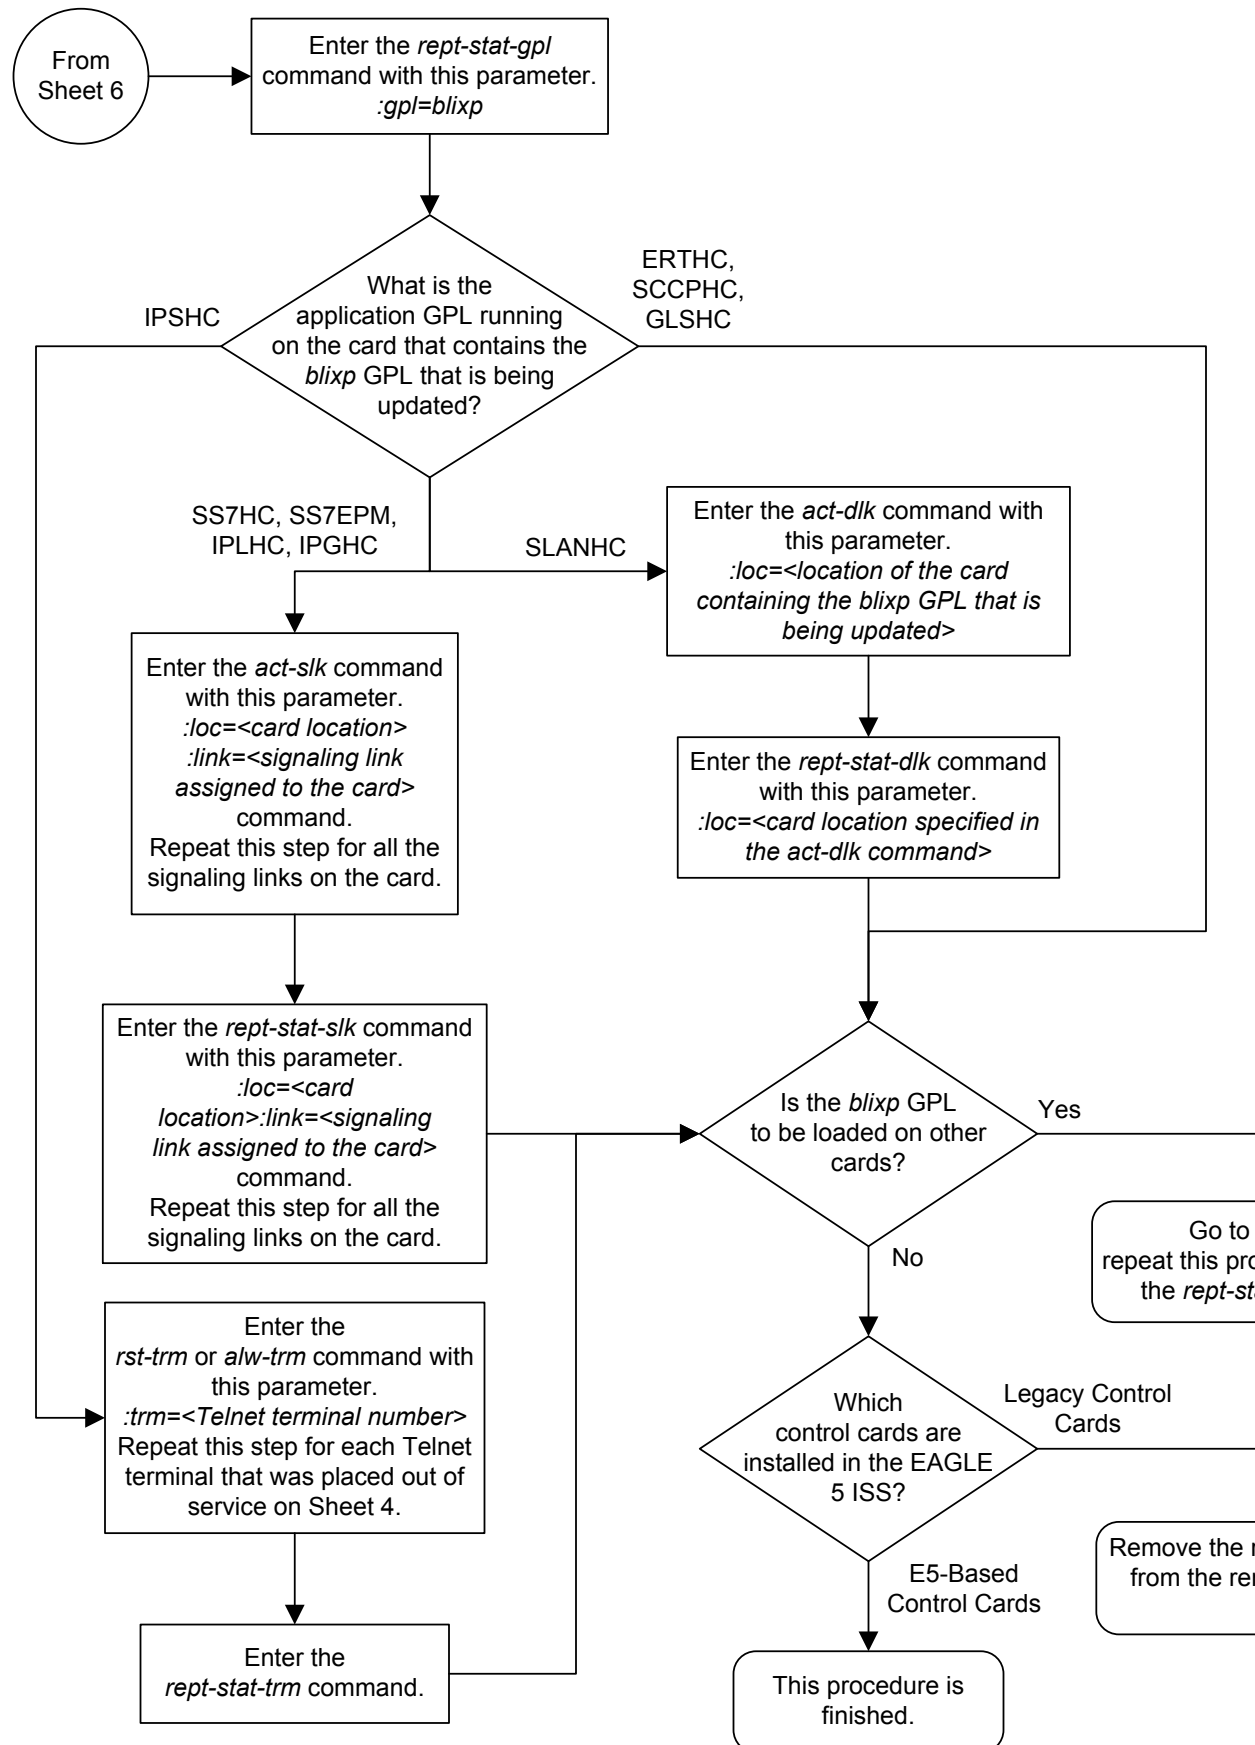 From
Sheet 6
Enter the rept-stat-gpl
command with this parameter.
:gpl=blixp
What is the
application GPL running
on the card that contains the
blixp GPL that is being
updated?
IPSHC
ERTHC,
SCCPHC,
GLSHC
SS7HC, SS7EPM,
IPLHC, IPGHC
SLANHC
Enter the act-dlk command with
this parameter.
:loc=<location of the card
containing the blixp GPL that is
being updated>
Enter the act-slk command
with this parameter.
:loc=<card location>
:link=<signaling link
assigned to the card>
command.
Repeat this step for all the
signaling links on the card.
Enter the rept-stat-dlk command
with this parameter.
:loc=<card location specified in
the act-dlk command>
Enter the rept-stat-slk command
with this parameter.
:loc=<card
location>:link=<signaling
link assigned to the card>
command.
Repeat this step for all the
signaling links on the card.
Is the blixp GPL
to be loaded on other
cards?
Yes
No
Go to
repeat this pro
the rept-sta
Enter the
rst-trm or alw-trm command with
this parameter.
:trm=<Telnet terminal number>
Repeat this step for each Telnet
terminal that was placed out of
service on Sheet 4.
Which
control cards are
installed in the EAGLE
5 ISS?
Legacy Control
Cards
Remove the
from the
E5-Based
Control Cards
Enter the
rept-stat-trm command.
This procedure is
finished.